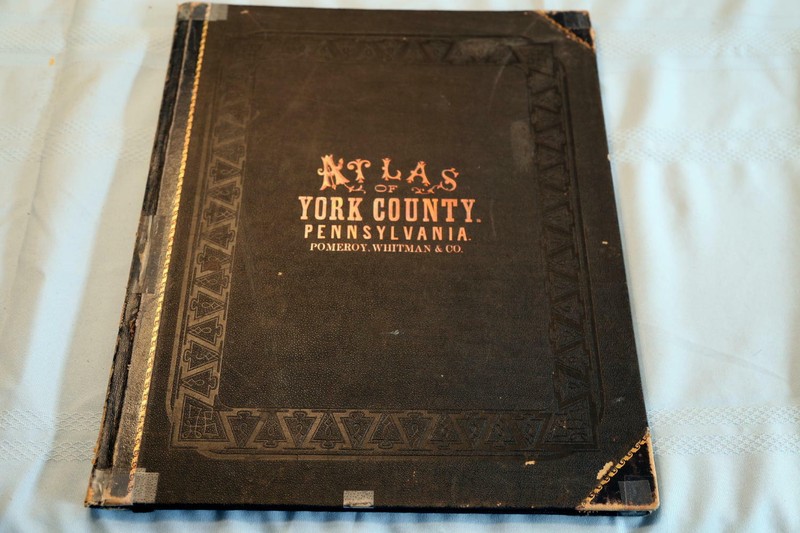 ATLAS
OF
YORK COUNTY.
PENNSYLVANIA.
POMEROY, WHITMAN & CO.